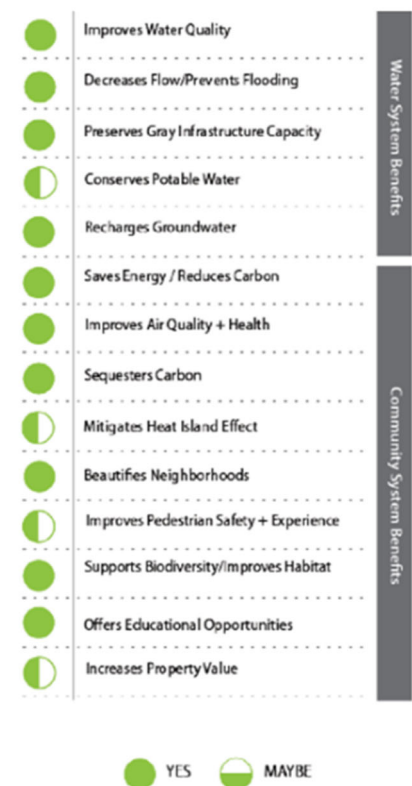 Improves Water Quality
Decreases Flow/Prevents Flooding
Preserves Gray Infrastructure Capacity
Conserves Potable Water
Recharges Groundwater
Water System Benefits
Saves Energy / Reduces Carbon
Improves Air Quality + Health
Sequesters Carbon
Mitigates Heat Island Effect
Beautifies Neighborhoods
Improves Pedestrian Safety + Experience
Supports Biodiversity/Improves Habitat
Offers Educational Opportunities
Increases Property Value
Community System Benefits
YES
MAYBE